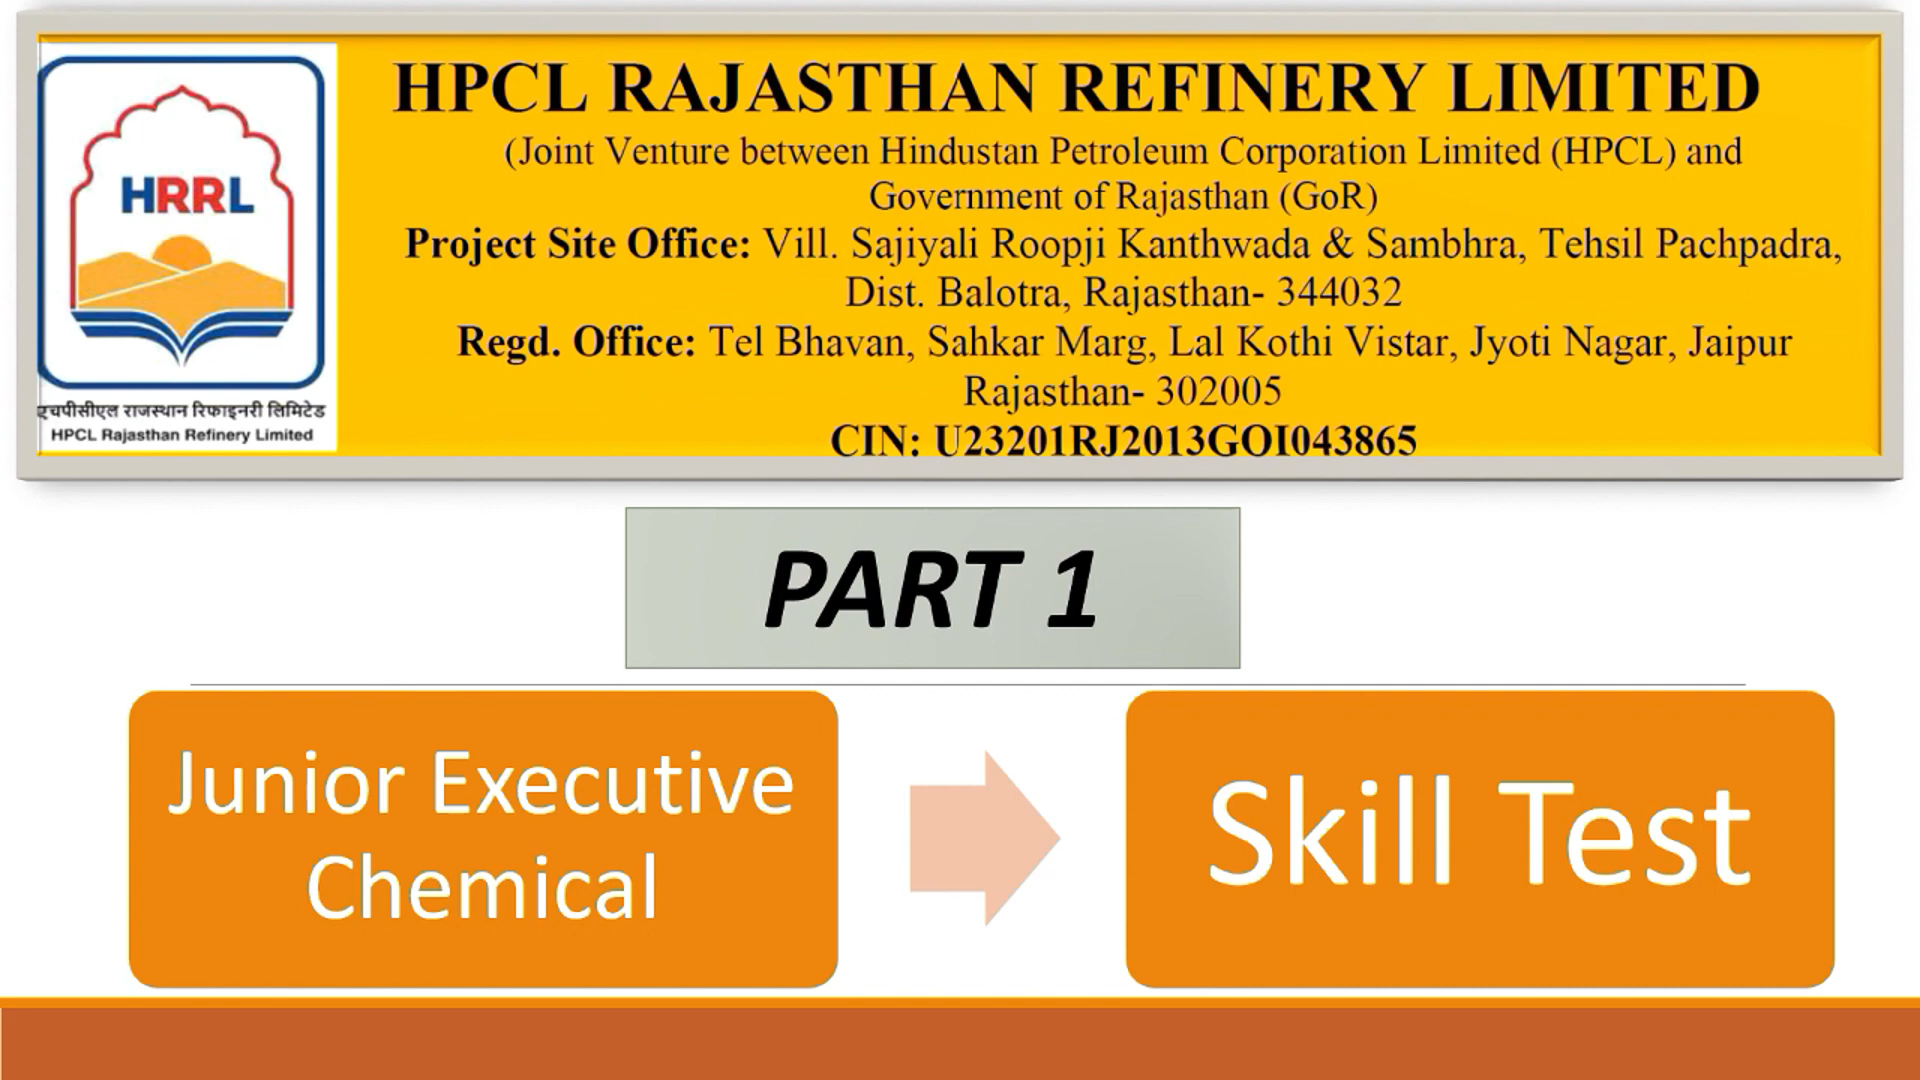 HPCL RAJASTHAN REFINERY LIMITED
(Joint Venture between Hindustan Petroleum Corporation Limited (HPCL) and
Government of Rajasthan (GoR)
Project Site Office: Vill. Sajiyali Roopji Kanthwada & Sambhra, Tehsil Pachpadra,
Dist. Balotra, Rajasthan- 344032
Regd. Office: Tel Bhavan, Sahkar Marg, Lal Kothi Vistar, Jyoti Nagar, Jaipur
Rajasthan- 302005
CIN: U23201RJ2013GOI043865
HRRL
एचपीसीएल राजस्थान रिफाइनरी लिमिटेड
HPCL Rajasthan Refinery Limited
PART 1
Junior Executive
Chemical
Skill Test